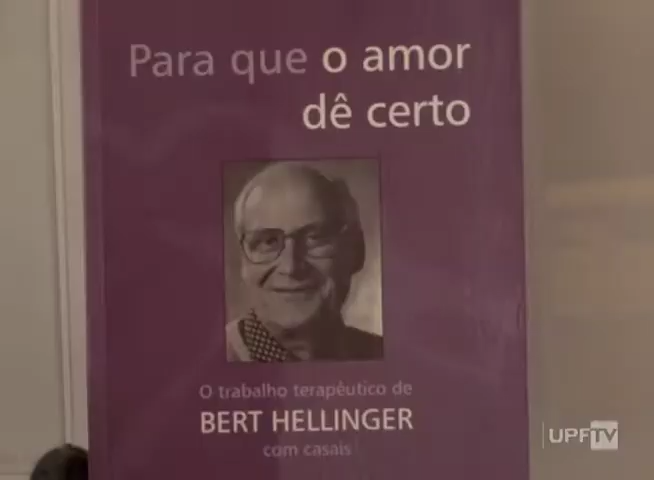 Para que o amor
dê certo
O trabalho terapêutico de
BERT HELLINGER
com casais
UPFTV